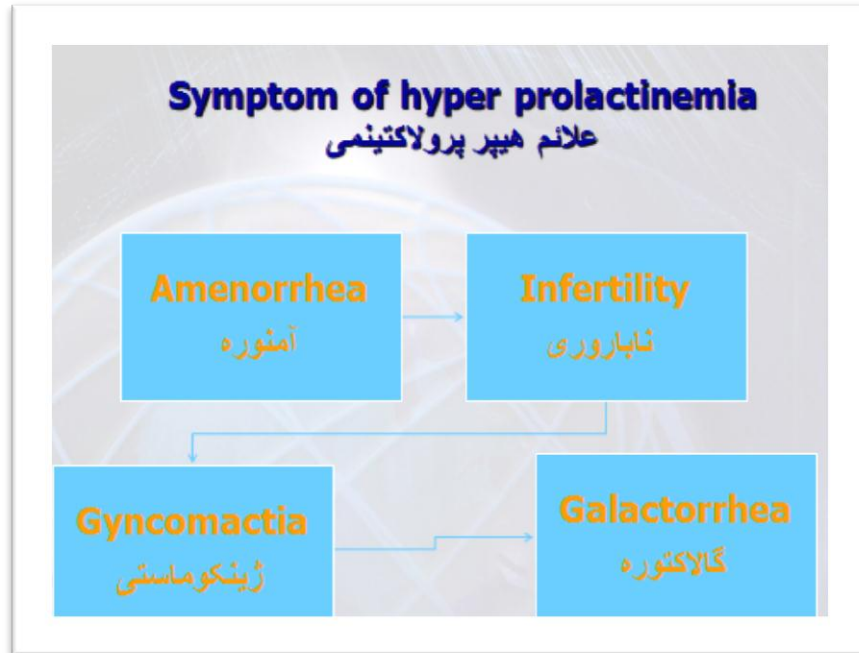 Symptom of hyper prolactinemia
علائم هیپر پرولاکتینمی
Amenorrhea
آمنوره
Infertility
ناباروری
Gyncomactia
ژینکوماستی
Galactorrhea
گالاکتوره